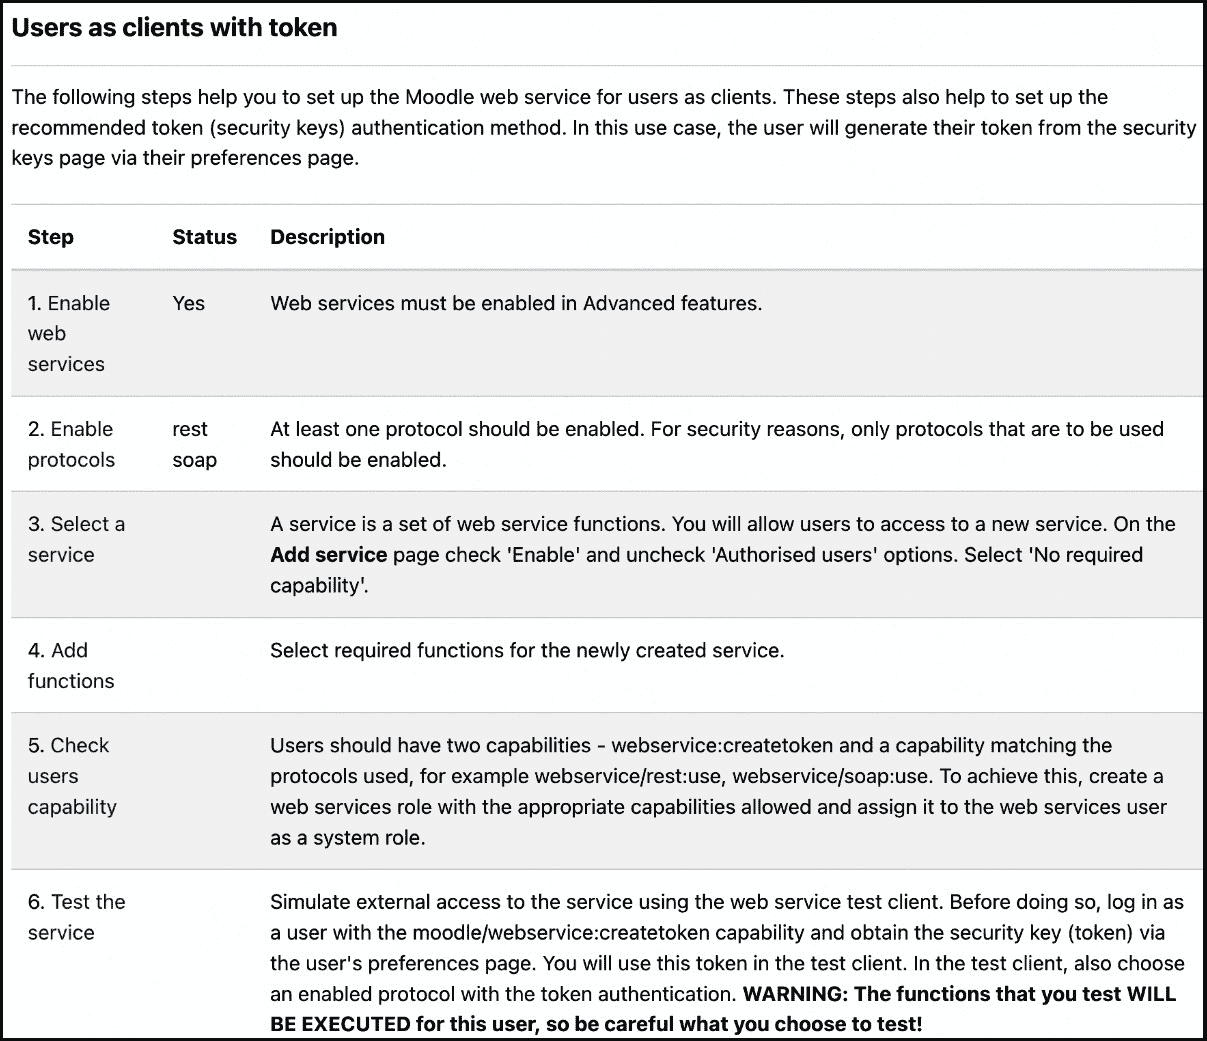 Users as clients with token
The following steps help you to set up the Moodle web service for users as clients. These steps also help to set up the
recommended token (security keys) authentication method. In this use case, the user will generate their token from the security
keys page via their preferences page.
Step Status Description
1. Enable Yes Web services must be enabled in Advanced features.
web
services
2. Enable rest At least one protocol should be enabled. For security reasons, only protocols that are to be used
protocols soap should be enabled.
3. Select a A service is a set of web service functions. You will allow users to access to a new service. On the
service Add service page check 'Enable' and uncheck 'Authorised users' options. Select 'No required
capability'.
4. Add Select required functions for the newly created service.
functions
5. Check Users should have two capabilities - webservice:createtoken and a capability matching the
users protocols used, for example webservice/rest:use, webservice/soap:use. To achieve this, create a
capability web services role with the appropriate capabilities allowed and assign it to the web services user
as a system role.
6. Test the Simulate external access to the service using the web service test client. Before doing so, log in as
service a user with the moodle/webservice:createtoken capability and obtain the security key (token) via
the user's preferences page. You will use this token in the test client. In the test client, also choose
an enabled protocol with the token authentication. WARNING: The functions that you test WILL
BE EXECUTED for this user, so be careful what you choose to test!